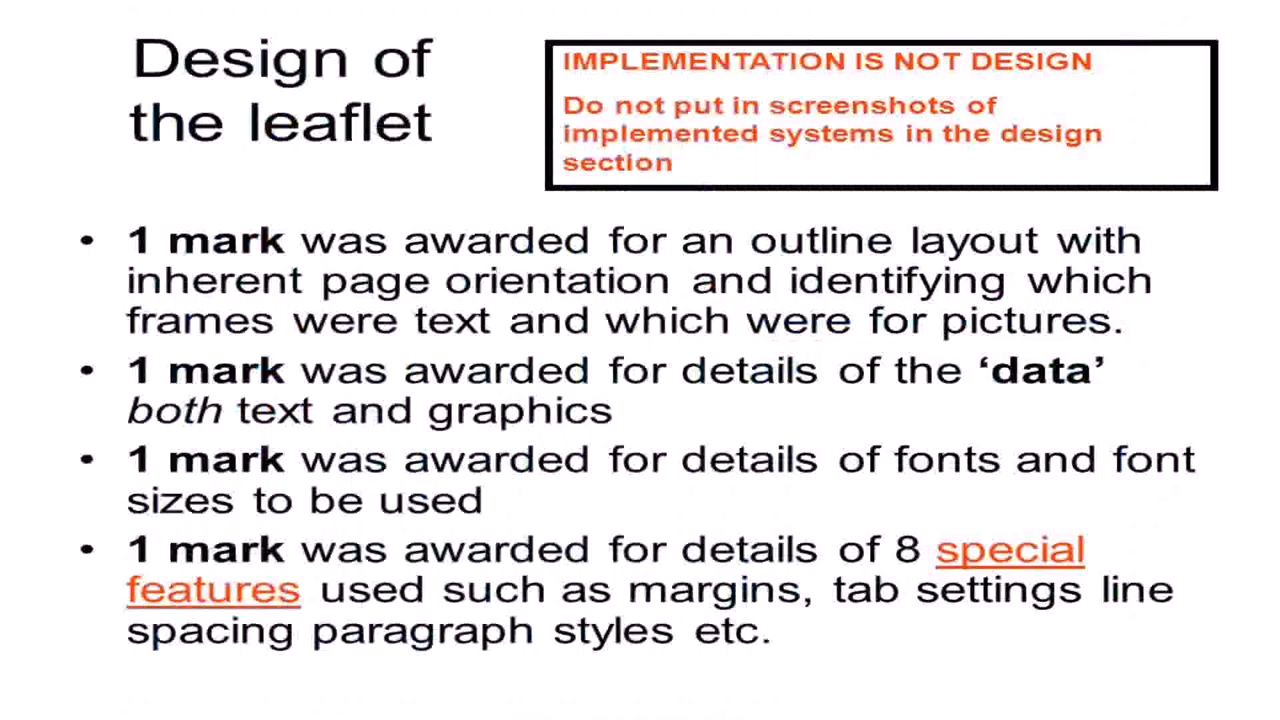 Design of
the leaflet
IMPLEMENTATION IS NOT DESIGN
Do not put in screenshots of
implemented systems in the design
section
• 1 mark was awarded for an outline layout with
inherent page orientation and identifying which
frames were text and which were for pictures.
• 1 mark was awarded for details of the ‘data’
both text and graphics
• 1 mark was awarded for details of fonts and font
sizes to be used
• 1 mark was awarded for details of 8 special
features used such as margins, tab settings line
spacing paragraph styles etc.